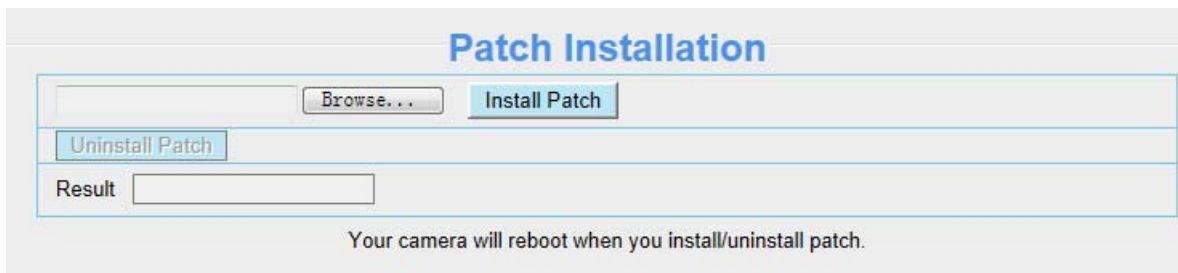 Patch Installation
Browse... Install Patch
Uninstall Patch
Result
Your camera will reboot when you install/uninstall patch.